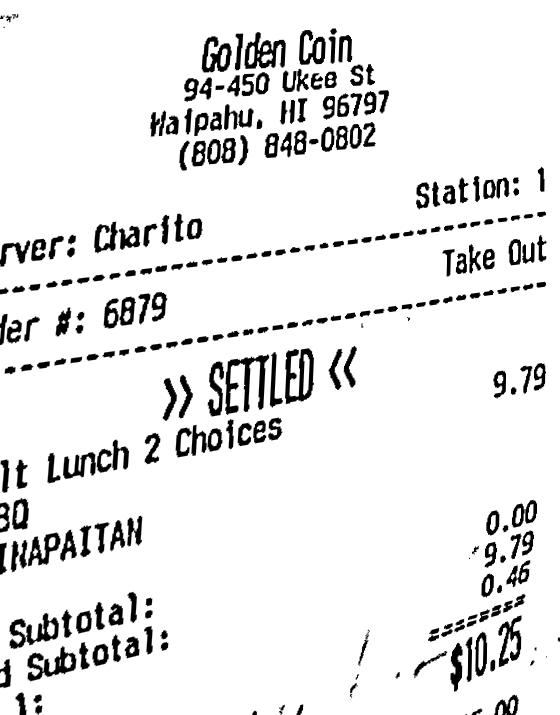 Golden Coin
94-450 Ukee St
Waipahu, HI 96797
(808) 848-0802
rver: Charito Station: 1
der #: 6879 Take Out
>> SETTLED <<
lt Lunch 2 Choices 9.79
BQ
INAPAITAN
Subtotal: 0.00
d Subtotal: 9.79
l: 0.46
========
$10.25
.00